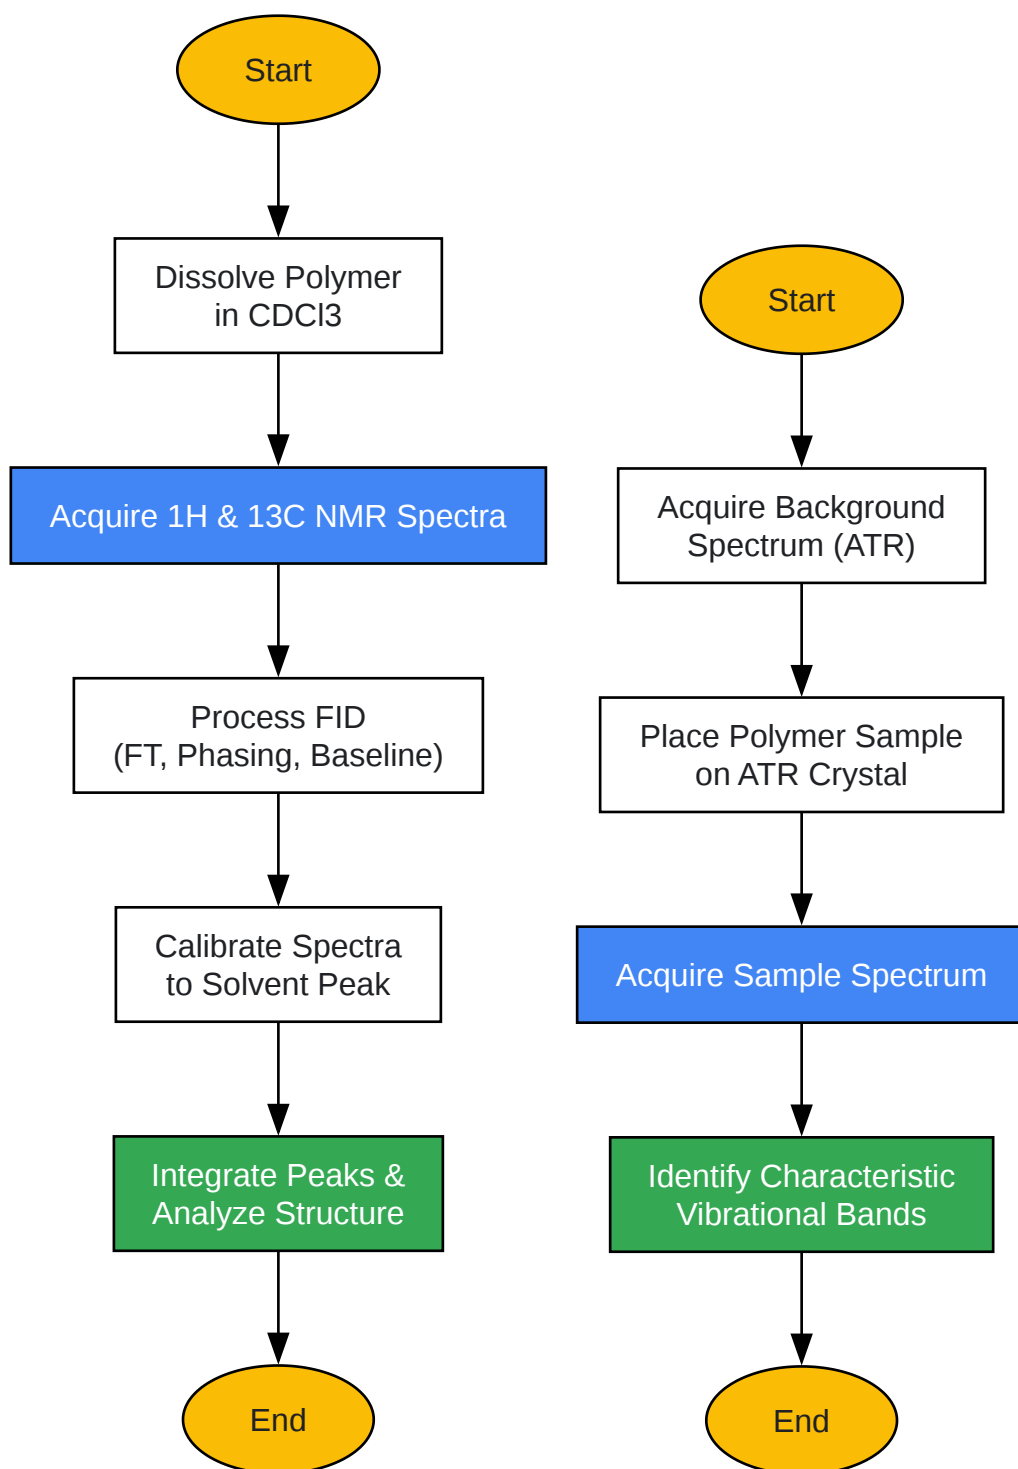 Start
Dissolve Polymer
in CDCl3
Acquire 1H & 13C NMR Spectra
Process FID
(FT, Phasing, Baseline)
Calibrate Spectra
to Solvent Peak
Integrate Peaks &
Analyze Structure
End
Start
Acquire Background
Spectrum (ATR)
Place Polymer Sample
on ATR Crystal
Acquire Sample Spectrum
Identify Characteristic
Vibrational Bands
End